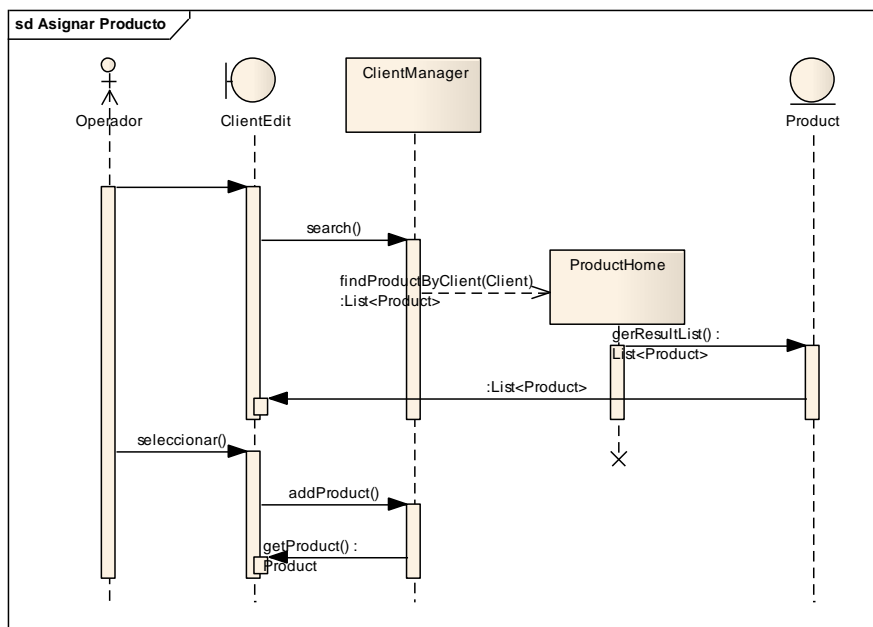 sd Asignar Producto
Operador
ClientEdit
ClientManager
Product
search()
findProductByClient(Client)
:List<Product>
ProductHome
gerResultList() :
List<Product>
:List<Product>
seleccionar()
addProduct()
getProduct() :
Product